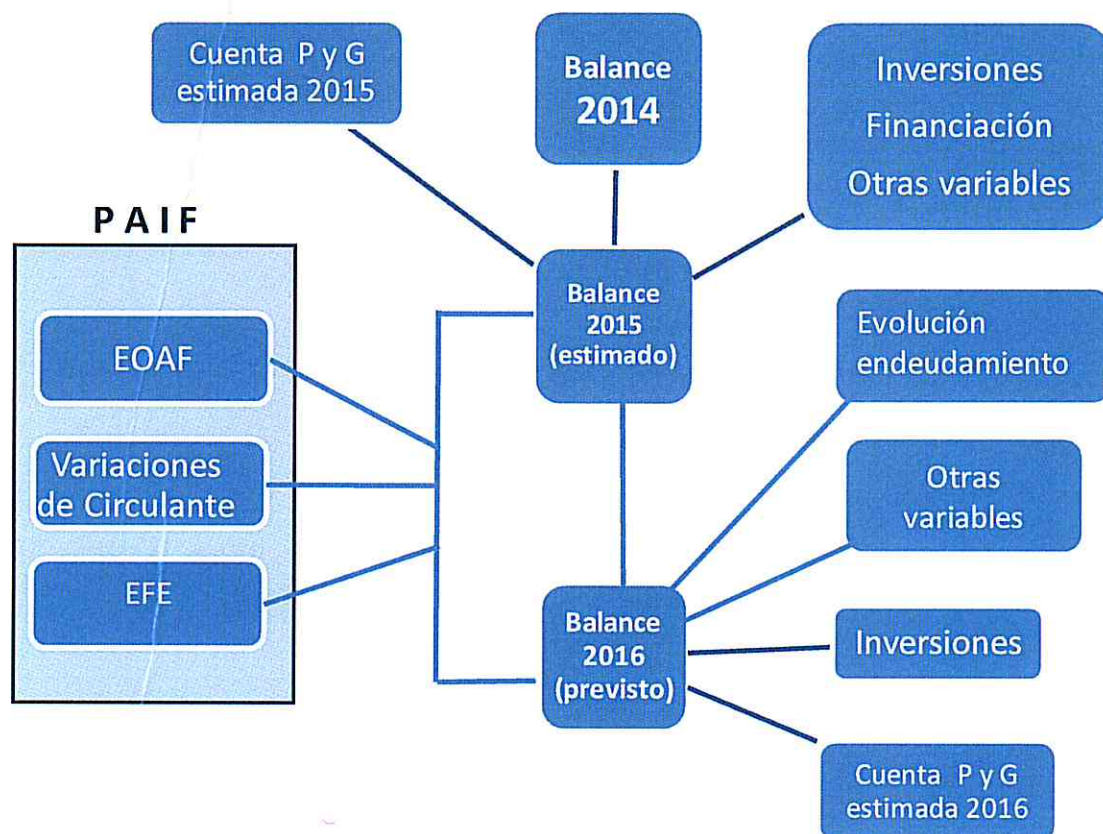 Cuenta P y G
estimada 2015
Balance
2014
Inversiones
Financiación
Otras variables
PAIF
EOAF
Variaciones
de Circulante
EFE
Balance
2015
(estimado)
Evolución
endeudamiento
Otras
variables
Balance
2016
(previsto)
Inversiones
Cuenta P y G
estimada 2016